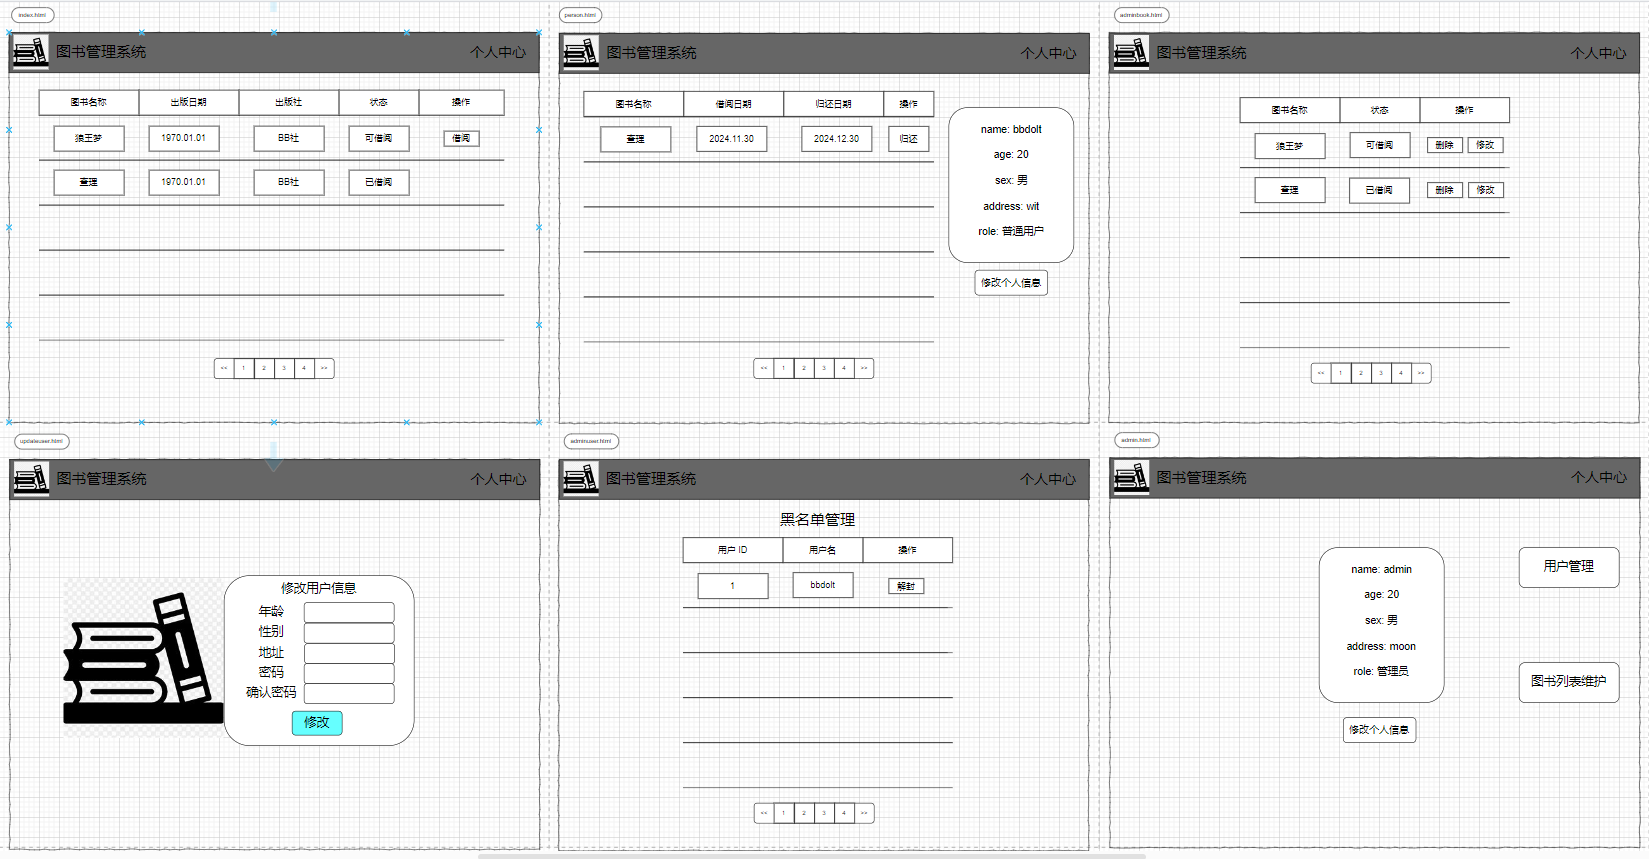 index.html
图书管理系统 个人中心
图书名称 出版日期 出版社 状态 操作
狼王梦 1970.01.01 BB社 可借阅 借阅
查理 1970.01.01 BB社 已借阅
<< 1 2 3 4 >>
person.html
图书管理系统 个人中心
图书名称 借阅日期 归还日期 操作
查理 2024.11.30 2024.12.30 归还
name: bbdolt
age: 20
sex: 男
address: wit
role: 普通用户
修改个人信息
<< 1 2 3 4 >>
adminbook.html
图书管理系统 个人中心
图书名称 状态 操作
狼王梦 可借阅 删除 修改
查理 已借阅 删除 修改
<< 1 2 3 4 >>
updateuser.html
图书管理系统 个人中心
修改用户信息
年龄
性别
地址
密码
确认密码
修改
adminuser.html
图书管理系统 个人中心
黑名单管理
用户 ID 用户名 操作
1 bbdolt 解封
<< 1 2 3 4 >>
admin.html
图书管理系统 个人中心
name: admin
age: 20
sex: 男
address: moon
role: 管理员
修改个人信息
用户管理
图书列表维护